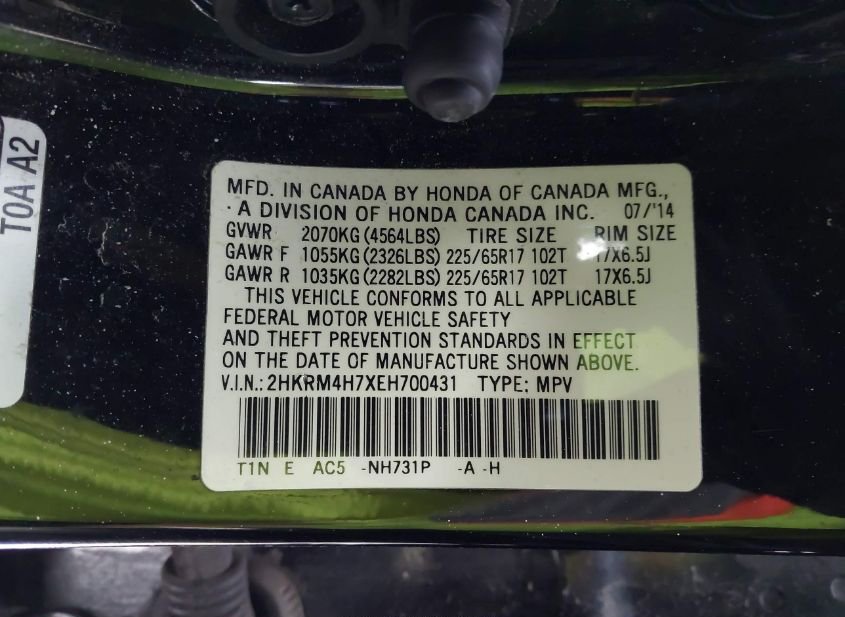 TOA A2
MFD. IN CANADA BY HONDA OF CANADA MFG.,
A DIVISION OF HONDA CANADA INC. 07/'14
GVWR 2070KG (4564LBS) TIRE SIZE RIM SIZE
GAWR F 1055KG (2326LBS) 225/65R17 102T 17X6.5J
GAWR R 1035KG (2282LBS) 225/65R17 102T 17X6.5J
THIS VEHICLE CONFORMS TO ALL APPLICABLE
FEDERAL MOTOR VEHICLE SAFETY
AND THEFT PREVENTION STANDARDS IN EFFECT
ON THE DATE OF MANUFACTURE SHOWN ABOVE.
V.I.N.: 2HKRM4H7XEH700431 TYPE: MPV
T1N E AC5 -NH731P -A -H